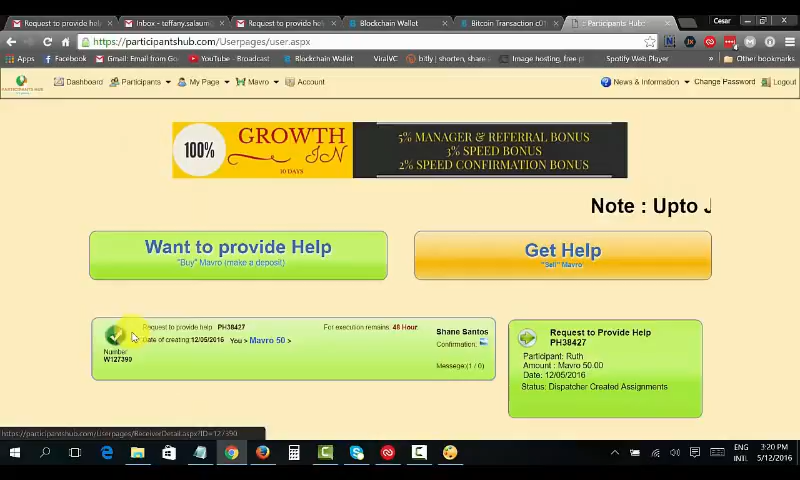 Request to provide help
Inbox - teffany.salaum
Request to provide help
Blockchain Wallet
Bitcoin Transaction c01
:: Participants Hub:
Cesar
https://participantshub.com/Userpages/user.aspx
Apps
Facebook
Gmail: Email from Go
YouTube - Broadcast
Blockchain Wallet
ViralVC
bitly | shorten, share
Image hosting, free
Spotify Web Player
»
Other bookmarks
PARTICIPANTS HUB
Dashboard
Participants
My Page
Mavro
Account
News & Information
Change Password
Logout
100%
GROWTH
IN
10 DAYS
5% MANAGER & REFERRAL BONUS
3% SPEED BONUS
2% SPEED CONFIRMATION BONUS
Note : Upto J
Want to provide Help
"Buy" Mavro (make a deposit)
Get Help
"Sell" Mavro
Request to provide help PH38427
For execution remains: 48 Hour.
Shane Santos
Date of creating: 12/05/2016 You > Mavro 50 >
Confirmation:
Number:
W127390
Message:(1 / 0)
Request to Provide Help
PH38427
Participant: Ruth
Amount : Mavro 50.00
Date: 12/05/2016
Status: Dispatcher Created Assignments
https://participantshub.com/Userpages/ReceiverDetail.aspx?ID=127390
ENG
INTL
3:20 PM
5/12/2016